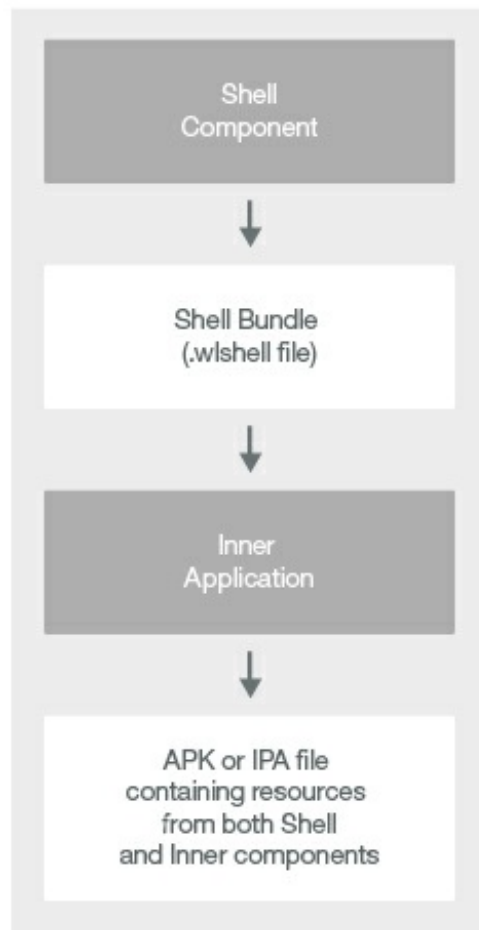 Shell
Component
Shell Bundle
(.wlshell file)
Inner
Application
APK or IPA file
containing resources
from both Shell
and Inner components